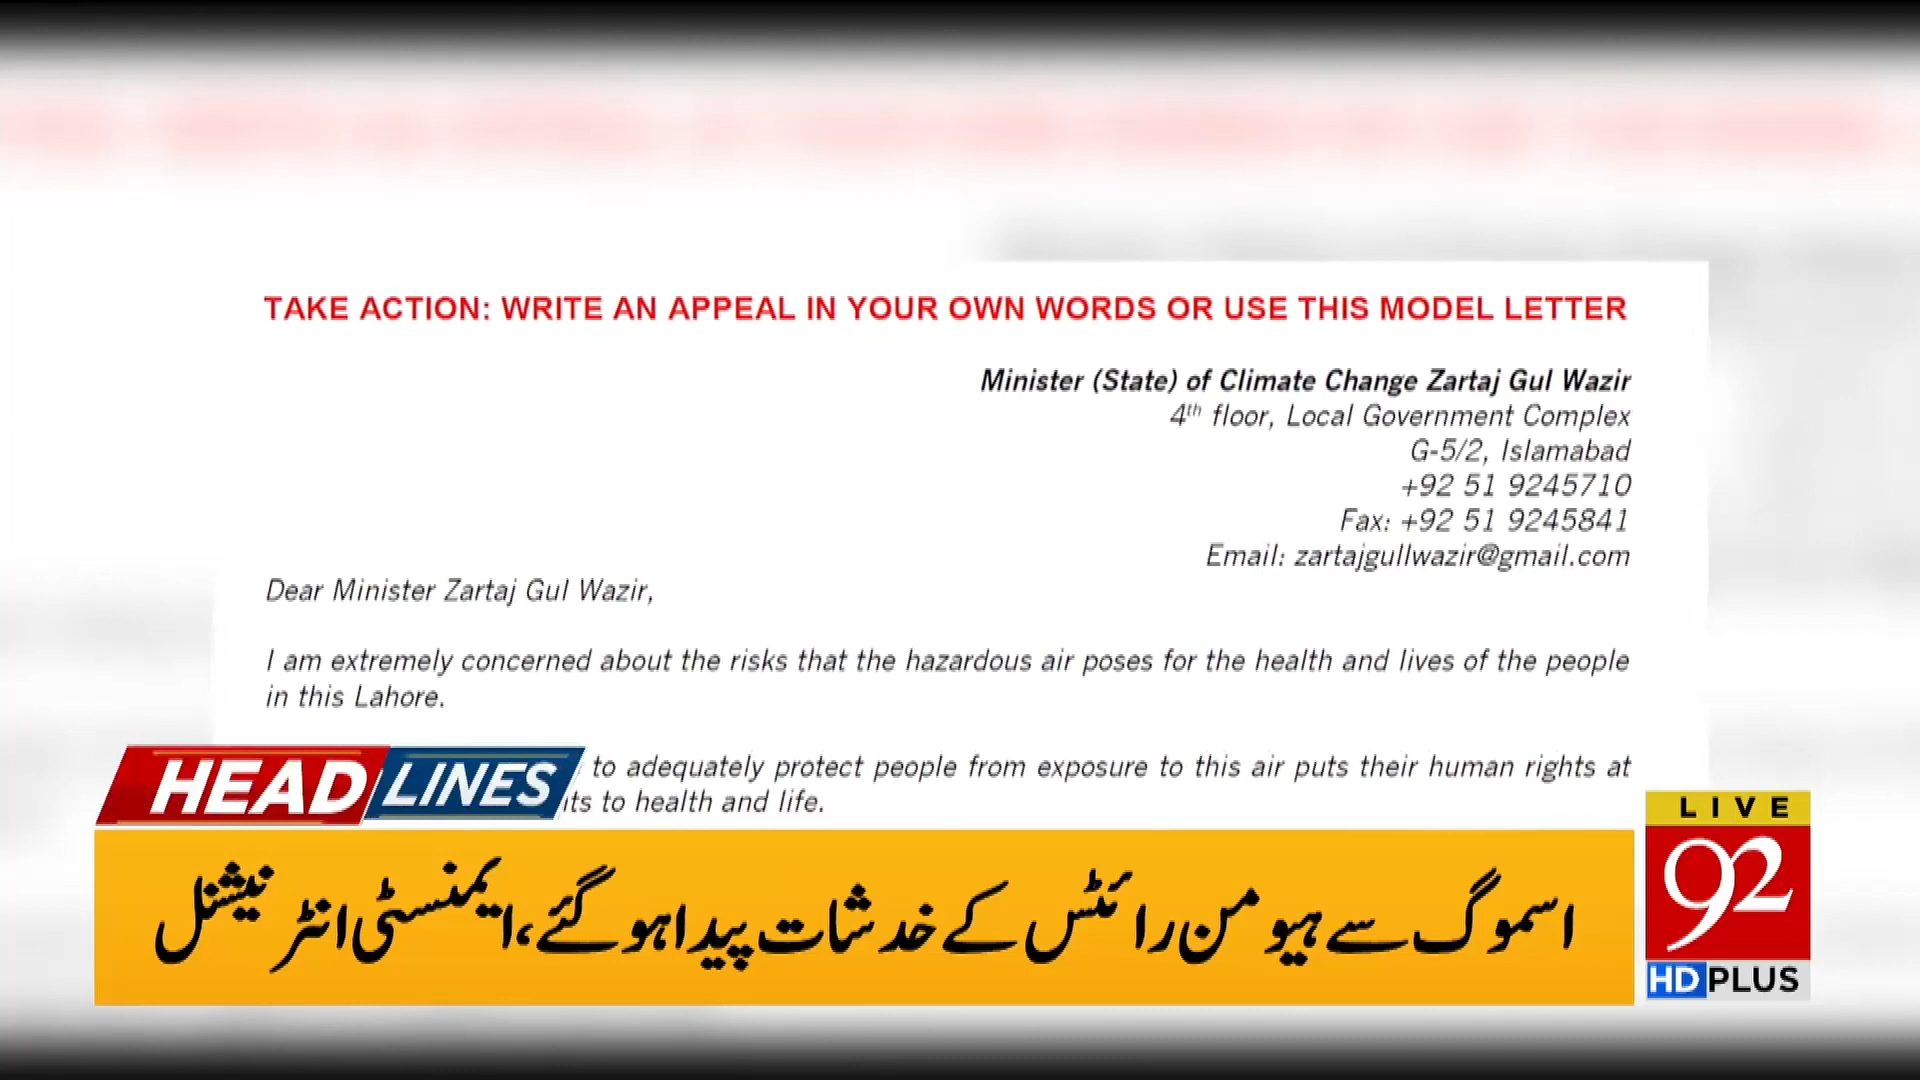 TAKE ACTION: WRITE AN APPEAL IN YOUR OWN WORDS OR USE THIS MODEL LETTER
Minister (State) of Climate Change Zartaj Gul Wazir
4th floor, Local Government Complex
G-5/2, Islamabad
+92 51 9245710
Fax: +92 51 9245841
Email: zartajgullwazir@gmail.com
Dear Minister Zartaj Gul Wazir,
I am extremely concerned about the risks that the hazardous air poses for the health and lives of the people
in this Lahore.
to adequately protect people from exposure to this air puts their human rights at
to health and life.
HEADLINES
اسموگ سے ہیومن رائٹس کے خدشات پیدا ہوگئے، ایمنسٹی انٹرنیشنل
LIVE
92
HD PLUS